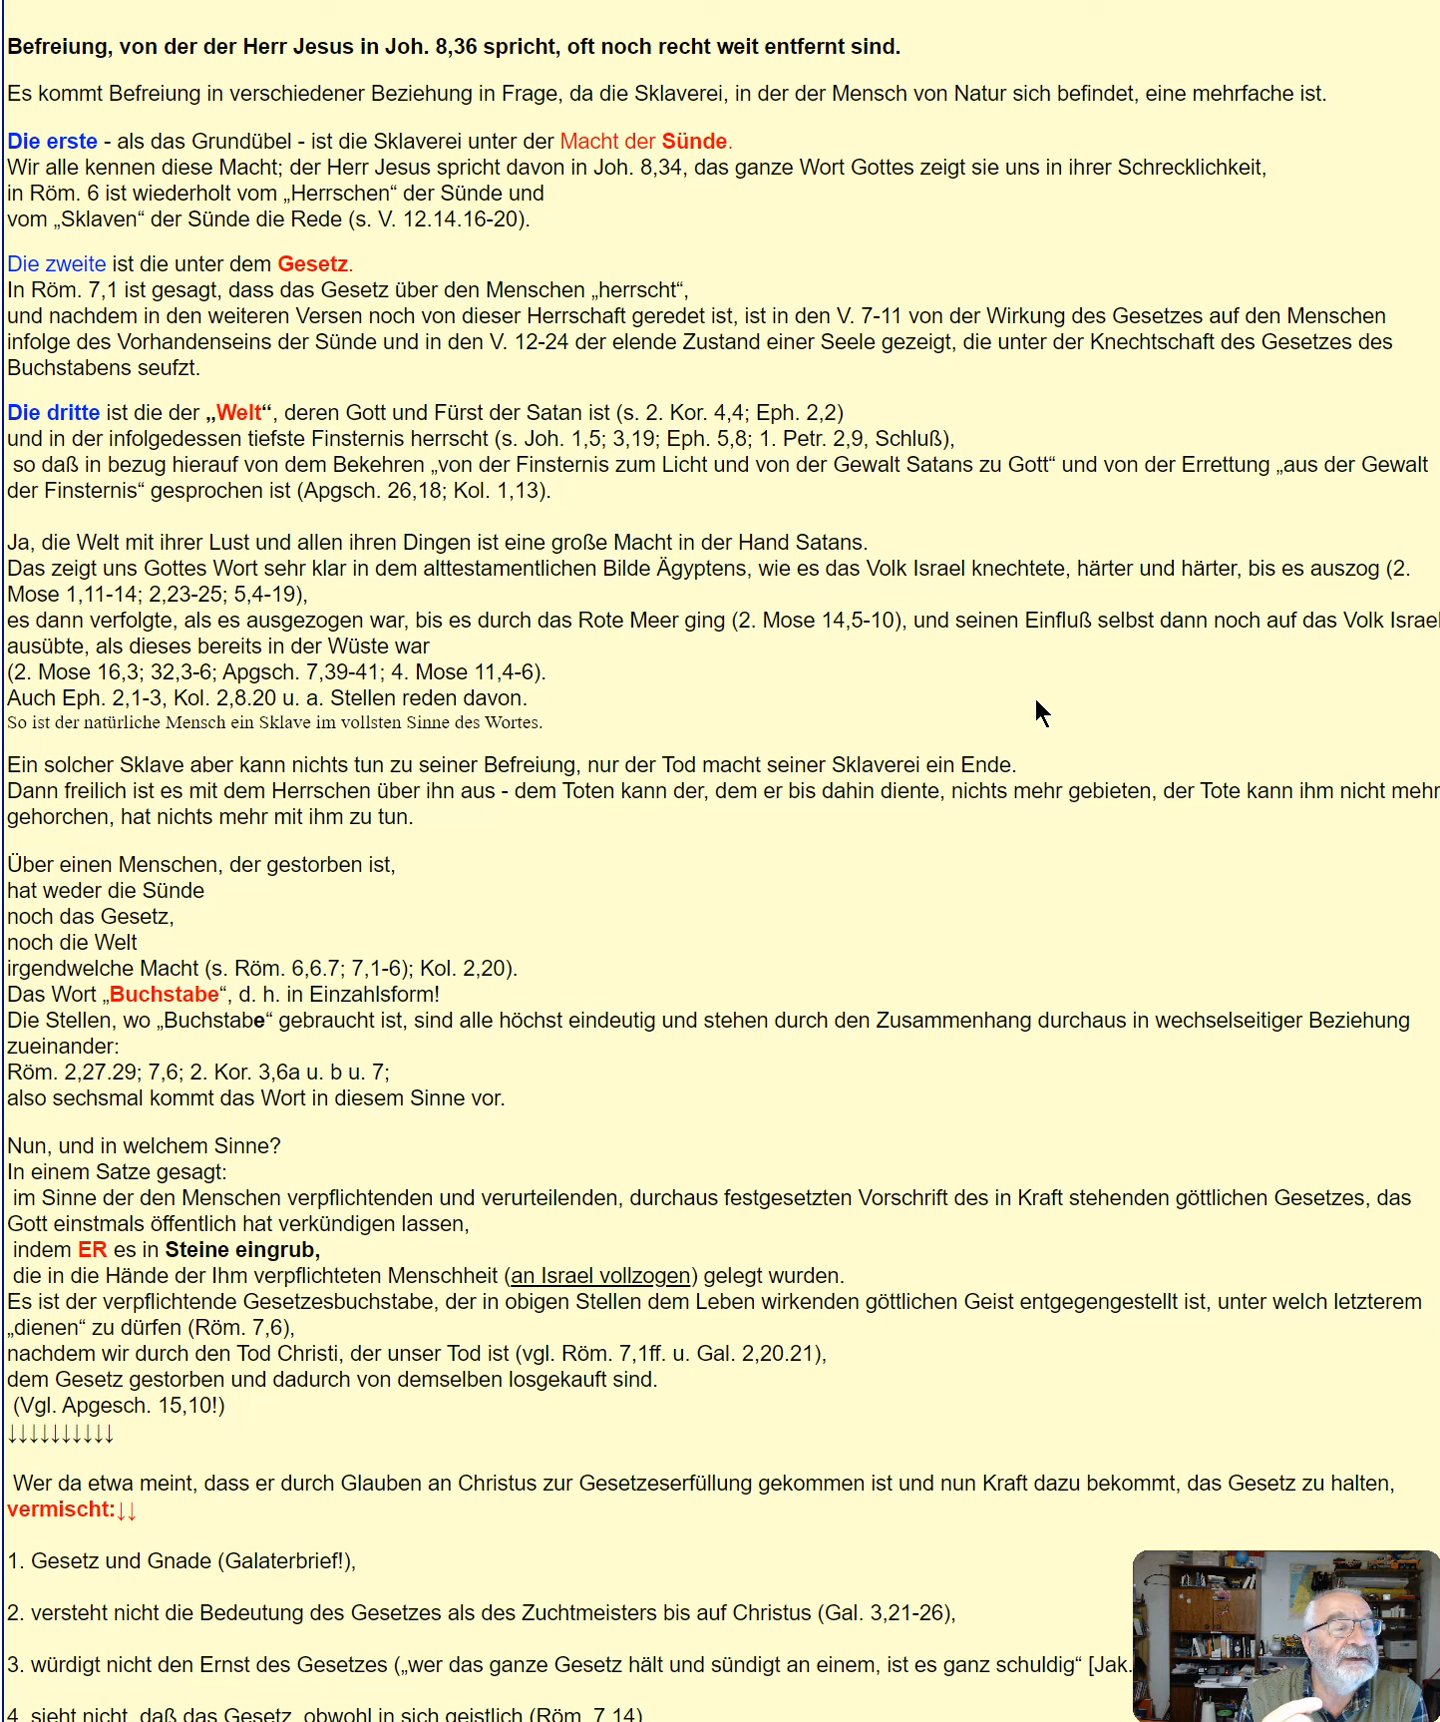 Befreiung, von der der Herr Jesus in Joh. 8,36 spricht, oft noch recht weit entfernt sind.
Es kommt Befreiung in verschiedener Beziehung in Frage, da die Sklaverei, in der der Mensch von Natur sich befindet, eine mehrfache ist.
Die erste - als das Grundübel - ist die Sklaverei unter der Macht der Sünde.
Wir alle kennen diese Macht; der Herr Jesus spricht davon in Joh. 8,34, das ganze Wort Gottes zeigt sie uns in ihrer Schrecklichkeit,
in Röm. 6 ist wiederholt vom „Herrschen“ der Sünde und
vom „Sklaven“ der Sünde die Rede (s. V. 12.14.16-20).
Die zweite ist die unter dem Gesetz.
In Röm. 7,1 ist gesagt, dass das Gesetz über den Menschen „herrscht“,
und nachdem in den weiteren Versen noch von dieser Herrschaft geredet ist, ist in den V. 7-11 von der Wirkung des Gesetzes auf den Menschen
infolge des Vorhandenseins der Sünde und in den V. 12-24 der elende Zustand einer Seele gezeigt, die unter der Knechtschaft des Gesetzes des
Buchstabens seufzt.
Die dritte ist die der „Welt“, deren Gott und Fürst der Satan ist (s. 2. Kor. 4,4; Eph. 2,2)
und in der infolgedessen tiefste Finsternis herrscht (s. Joh. 1,5; 3,19; Eph. 5,8; 1. Petr. 2,9, Schluß),
so daß in bezug hierauf von dem Bekehren „von der Finsternis zum Licht und von der Gewalt Satans zu Gott“ und von der Errettung „aus der Gewalt
der Finsternis“ gesprochen ist (Apgsch. 26,18; Kol. 1,13).
Ja, die Welt mit ihrer Lust und allen ihren Dingen ist eine große Macht in der Hand Satans.
Das zeigt uns Gottes Wort sehr klar in dem alttestamentlichen Bilde Ägyptens, wie es das Volk Israel knechtete, härter und härter, bis es auszog (2.
Mose 1,11-14; 2,23-25; 5,4-19),
es dann verfolgte, als es ausgezogen war, bis es durch das Rote Meer ging (2. Mose 14,5-10), und seinen Einfluß selbst dann noch auf das Volk Israel
ausübte, als dieses bereits in der Wüste war
(2. Mose 16,3; 32,3-6; Apgsch. 7,39-41; 4. Mose 11,4-6).
Auch Eph. 2,1-3, Kol. 2,8.20 u. a. Stellen reden davon.
So ist der natürliche Mensch ein Sklave im vollsten Sinne des Wortes.
Ein solcher Sklave aber kann nichts tun zu seiner Befreiung, nur der Tod macht seiner Sklaverei ein Ende.
Dann freilich ist es mit dem Herrschen über ihn aus - dem Toten kann der, dem er bis dahin diente, nichts mehr gebieten, der Tote kann ihm nicht mehr
gehorchen, hat nichts mehr mit ihm zu tun.
Über einen Menschen, der gestorben ist,
hat weder die Sünde
noch das Gesetz,
noch die Welt
irgendwelche Macht (s. Röm. 6,6.7; 7,1-6); Kol. 2,20).
Das Wort „Buchstabe“, d. h. in Einzahlsform!
Die Stellen, wo „Buchstabe“ gebraucht ist, sind alle höchst eindeutig und stehen durch den Zusammenhang durchaus in wechselseitiger Beziehung
zueinander:
Röm. 2,27.29; 7,6; 2. Kor. 3,6a u. b u. 7;
also sechsmal kommt das Wort in diesem Sinne vor.
Nun, und in welchem Sinne?
In einem Satze gesagt:
im Sinne der den Menschen verpflichtenden und verurteilenden, durchaus festgesetzten Vorschrift des in Kraft stehenden göttlichen Gesetzes, das
Gott einstmals öffentlich hat verkündigen lassen,
indem ER es in Steine eingrub,
die in die Hände der Ihm verpflichteten Menschheit (an Israel vollzogen) gelegt wurden.
Es ist der verpflichtende Gesetzesbuchstabe, der in obigen Stellen dem Leben wirkenden göttlichen Geist entgegengestellt ist, unter welch letzterem
„dienen“ zu dürfen (Röm. 7,6),
nachdem wir durch den Tod Christi, der unser Tod ist (vgl. Röm. 7,1ff. u. Gal. 2,20.21),
dem Gesetz gestorben und dadurch von demselben losgekauft sind.
(Vgl. Apgesch. 15,10!)
↓↓↓↓↓↓↓↓↓↓
Wer da etwa meint, dass er durch Glauben an Christus zur Gesetzeserfüllung gekommen ist und nun Kraft dazu bekommt, das Gesetz zu halten,
vermischt:↓↓
1. Gesetz und Gnade (Galaterbrief!),
2. versteht nicht die Bedeutung des Gesetzes als des Zuchtmeisters bis auf Christus (Gal. 3,21-26),
3. würdigt nicht den Ernst des Gesetzes („wer das ganze Gesetz hält und sündigt an einem, ist es ganz schuldig“ [Jak.
4. sieht nicht, daß das Gesetz, obwohl in sich geistlich (Röm. 7,14)